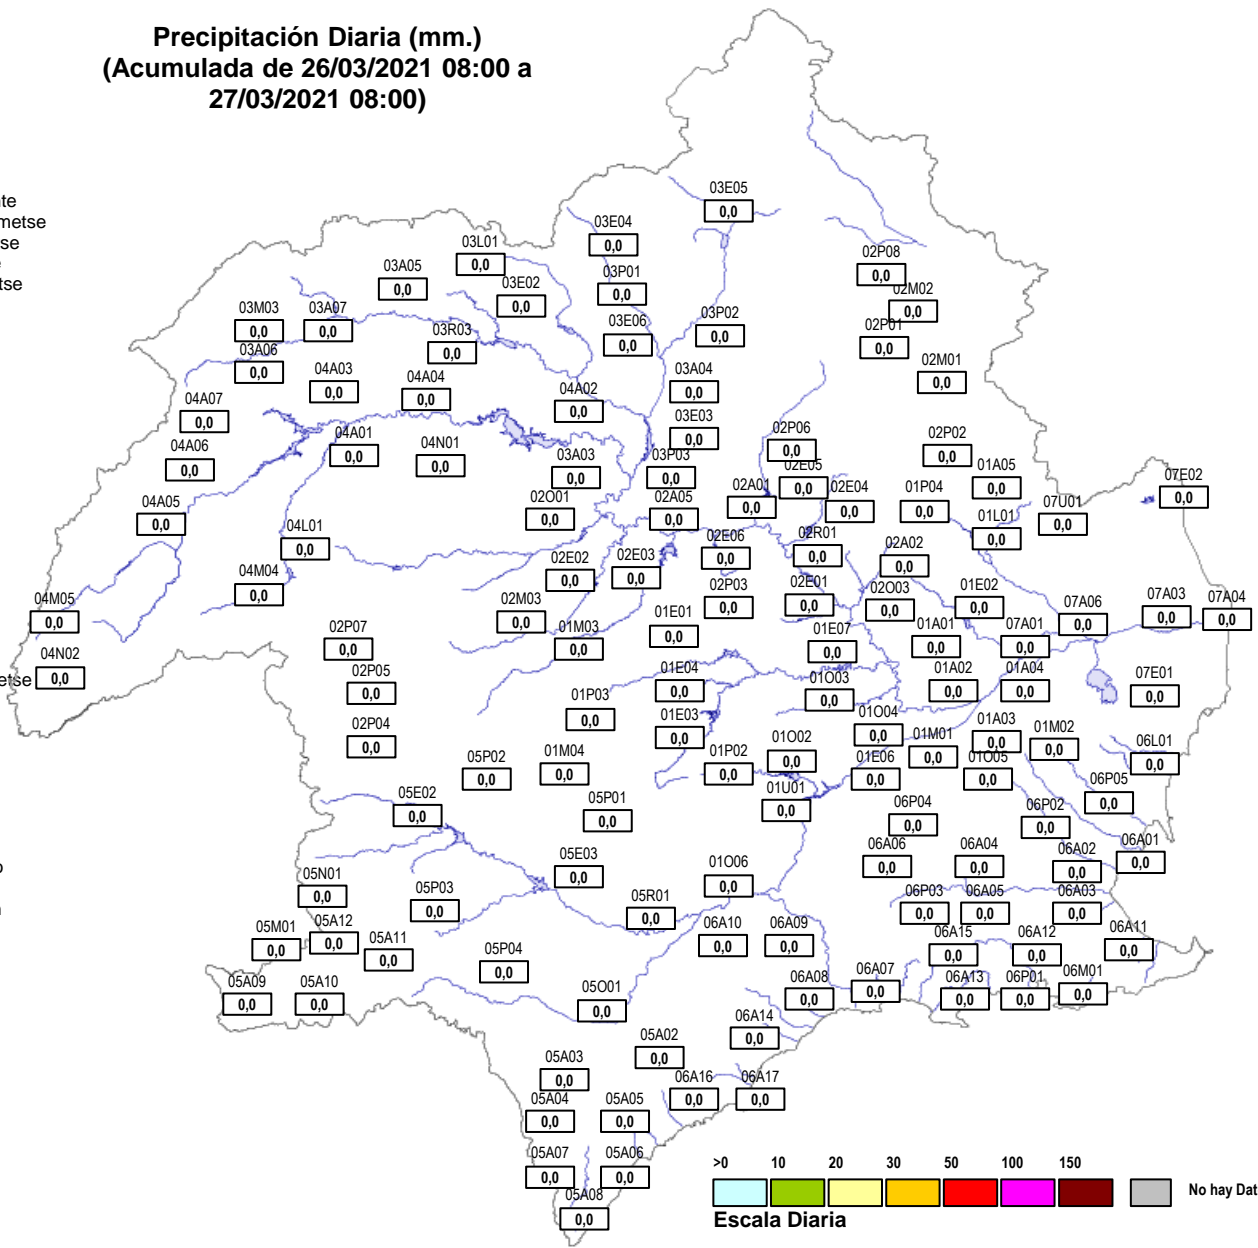 Precipitación Diaria (mm.)
(Acumulada de 26/03/2021 08:00 a
27/03/2021 08:00)
03E05
0,0
te
metse
03E04
0,0
se
03L01
0,0
02P08
0,0
e
03A05
0,0
03P01
0,0
tse
03E02
0,0
02M02
0,0
03M03
0,0
03A07
0,0
03P02
0,0
03E06
0,0
03R03
0,0
02P01
0,0
03A06
0,0
02M01
0,0
04A03
0,0
04A04
0,0
03A04
0,0
04A02
0,0
04A07
0,0
03E03
0,0
04A01
0,0
04N01
0,0
02P06
0,0
02P02
0,0
04A06
0,0
03A03
0,0
03P03
0,0
02E05
0,0
01A05
0,0
07E02
0,0
02A01
0,0
02E04
0,0
01P04
0,0
04A05
0,0
02O01
0,0
02A05
0,0
07U01
0,0
01L01
0,0
04L01
0,0
02E06
0,0
02R01
0,0
02A02
0,0
02E02
0,0
02E03
0,0
04M04
0,0
02P03
0,0
02E01
0,0
02O03
0,0
01E02
0,0
07A03
0,0
07A04
0,0
04M05
0,0
02M03
0,0
07A06
0,0
01E01
0,0
02P07
0,0
01M03
0,0
01E07
0,0
01A01
0,0
07A01
0,0
04N02
0,0
etse
02P05
0,0
01E04
0,0
01O03
0,0
01A02
0,0
01A04
0,0
07E01
0,0
01P03
0,0
01E03
0,0
01O04
0,0
01A03
0,0
02P04
0,0
01M02
0,0
01O02
0,0
01M01
0,0
06L01
0,0
05P02
0,0
01M04
0,0
01P02
0,0
01E06
0,0
01O05
0,0
05E02
0,0
05P01
0,0
01U01
0,0
06P05
0,0
06P04
0,0
06P02
0,0
06A01
0,0
05E03
0,0
06A06
0,0
06A04
0,0
06A02
0,0
o
05N01
0,0
01O06
0,0
05P03
0,0
05R01
0,0
06P03
0,0
06A05
0,0
06A03
0,0
05M01
0,0
05A12
0,0
05A11
0,0
06A10
0,0
06A09
0,0
06A15
0,0
06A12
0,0
06A11
0,0
05P04
0,0
05A09
0,0
05A10
0,0
05O01
0,0
06A08
0,0
06A07
0,0
06A13
0,0
06P01
0,0
06M01
0,0
06A14
0,0
05A02
0,0
05A03
0,0
06A16
0,0
06A17
0,0
05A04
0,0
05A05
0,0
05A07
0,0
05A06
0,0
05A08
0,0
>0 10 20 30 50 100 150
No hay Dat
Escala Diaria